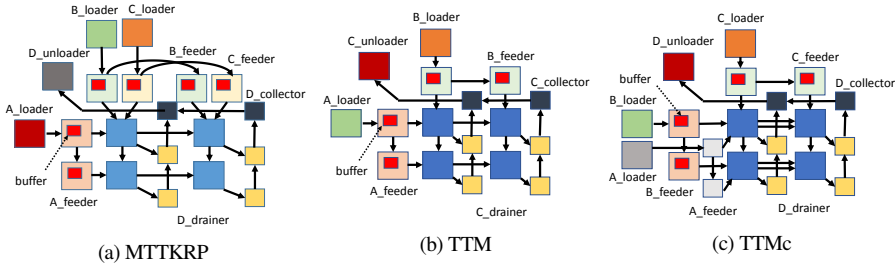 B_loader
C_loader
D_unloader
B_feeder
C_feeder
A_loader
D_collector
buffer
A_feeder
D_drainer
(a) MTTKRP
C_unloader
B_loader
B_feeder
A_loader
C_collector
buffer
A_feeder
C_drainer
(b) TTM
C_loader
D_unloader
C_feeder
buffer
D_collector
B_loader
A_loader
B_feeder
A_feeder
D_drainer
(c) TTMc